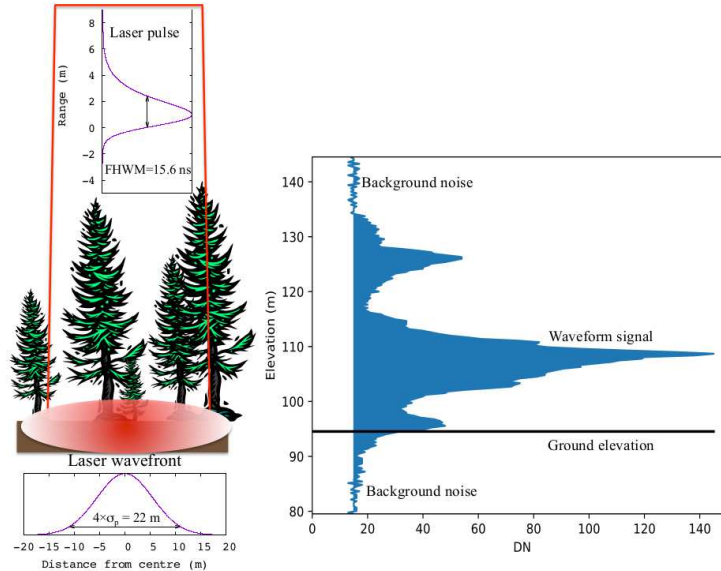 Laser pulse
8
6
4
2
0
−2
−4
Range (m)
FHWM=15.6 ns
Laser wavefront
4×σp = 22 m
−20 −15 −10 −5 0 5 10 15 20
Distance from centre (m)
140
130
120
110
100
90
80
Elevation (m)
Background noise
Waveform signal
Ground elevation
Background noise
0 20 40 60 80 100 120 140
DN